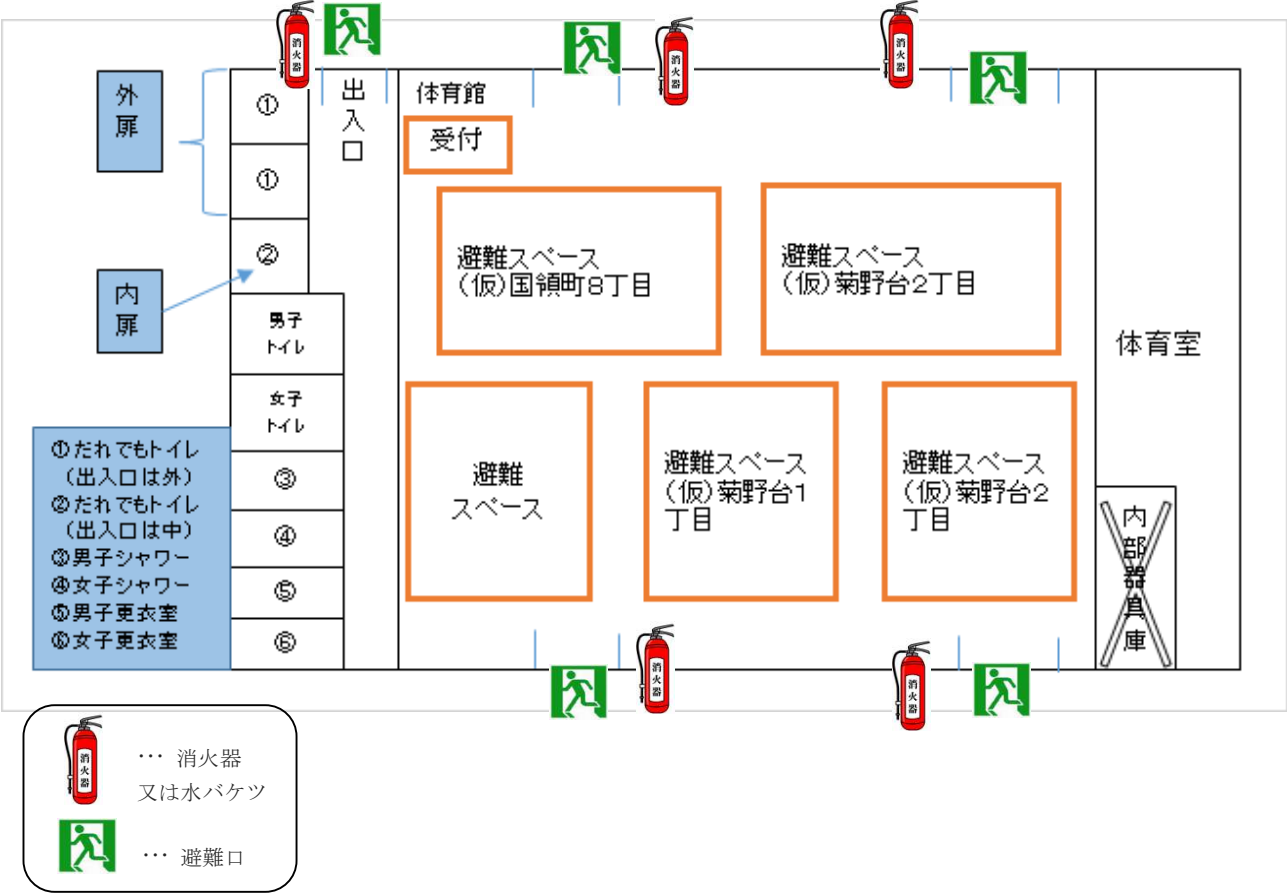 消火器
消火器
消火器
外
扉
①
出
入
口
体育館
受付
①
②
内
扉
避難スペース
(仮)国領町8丁目
避難スペース
(仮)菊野台2丁目
男子
トイレ
女子
トイレ
体育室
①だれでもトイレ
(出入口は外)
②だれでもトイレ
(出入口は中)
③男子シャワー
④女子シャワー
⑤男子更衣室
⑥女子更衣室
③
④
⑤
⑥
避難
スペース
避難スペース
(仮)菊野台1
丁目
避難スペース
(仮)菊野台2
丁目
内
部
器
具
庫
消火器
消火器
消火器
… 消火器
又は水バケツ
… 避難口